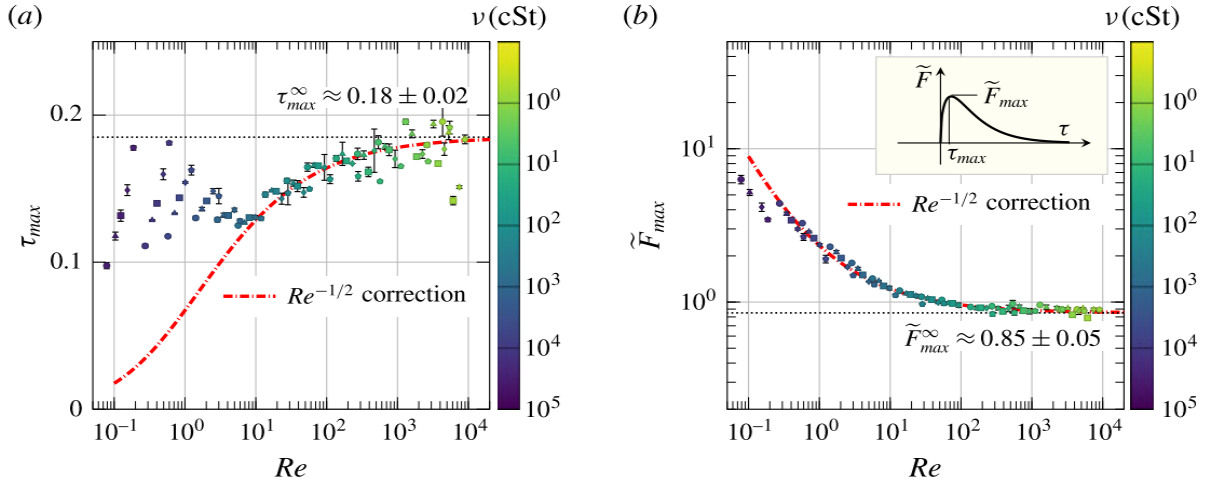 (a)
ν (cSt)
τ_max^∞ ≈ 0.18 ± 0.02
Re^{−1/2} correction
τ_max
0.2
0.1
0
10^{−1} 10^0 10^1 10^2 10^3 10^4
Re
10^0
10^1
10^2
10^3
10^4
10^5
(b)
ν (cSt)
F̃
F̃_max
τ
τ_max
Re^{−1/2} correction
F̃_max^∞ ≈ 0.85 ± 0.05
F̃_max
10^1
10^0
10^{−1} 10^0 10^1 10^2 10^3 10^4
Re
10^0
10^1
10^2
10^3
10^4
10^5